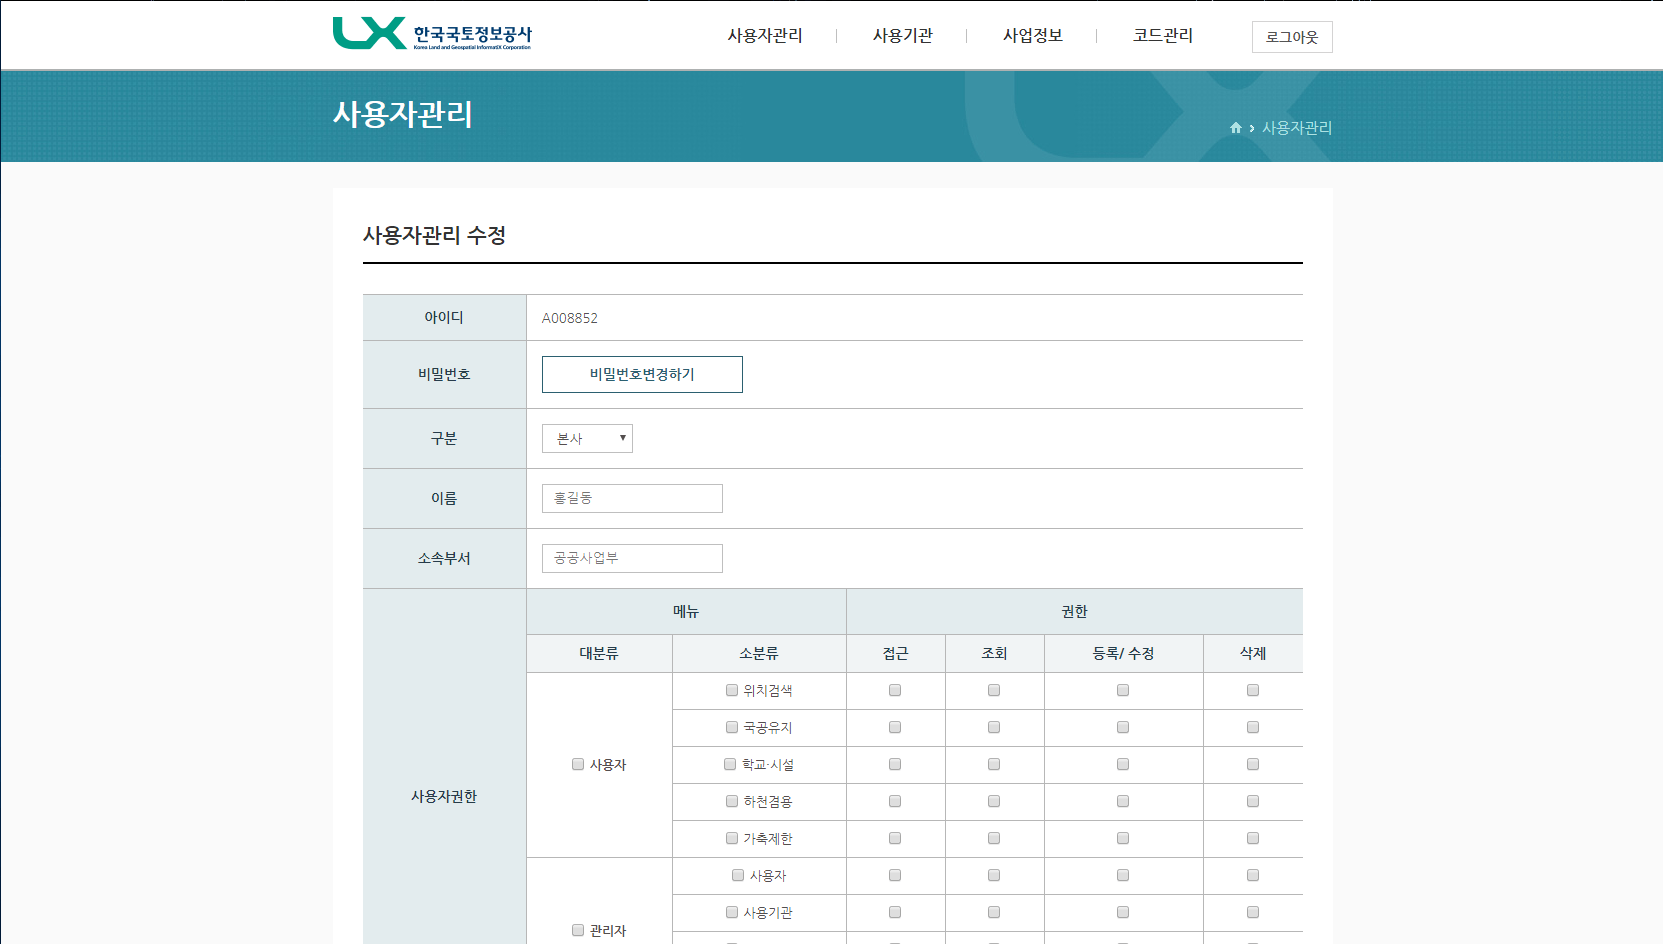 LX 한국국토정보공사
Korea Land and Geospatial InformatiX Corporation
사용자관리 사용기관 사업정보 코드관리 로그아웃
사용자관리
사용자관리
사용자관리 수정
아이디 A008852
비밀번호 비밀번호변경하기
구분 본사
이름 홍길동
소속부서 공공사업부
사용자권한
메뉴 권한
대분류 소분류 접근 조회 등록/ 수정 삭제
사용자
위치검색
국공유지
학교·시설
하천점용
가축제한
관리자
사용자
사용기관